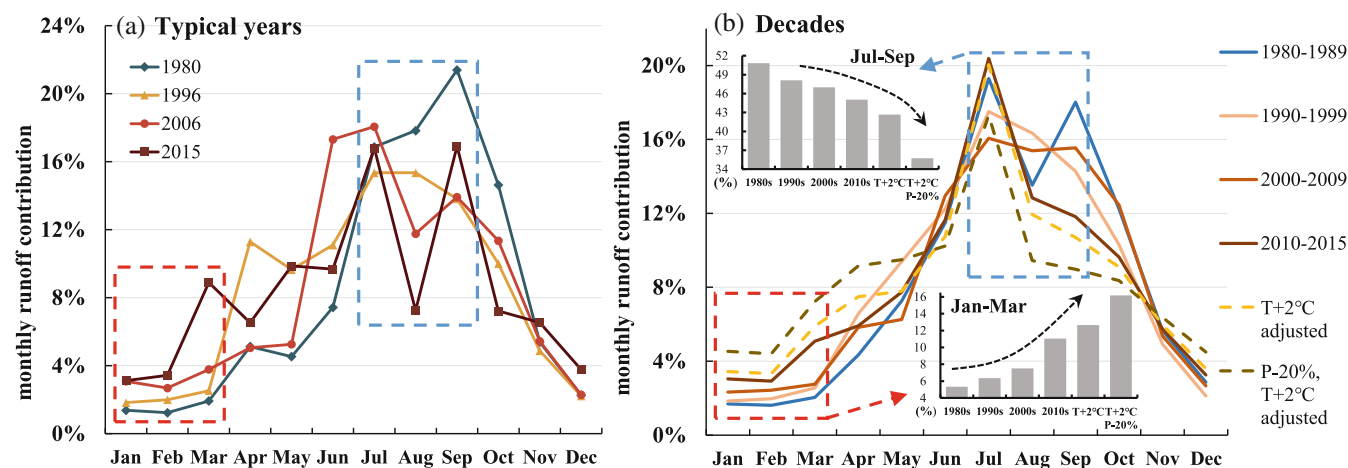 (a) Typical years
monthly runoff contribution
24%
20%
16%
12%
8%
4%
0%
1980
1996
2006
2015
Jan Feb Mar Apr May Jun Jul Aug Sep Oct Nov Dec
(b) Decades
monthly runoff contribution
20%
16%
12%
8%
4%
0%
Jul-Sep
52
49
46
43
40
37
34
(%)
1980s 1990s 2000s 2010s T+2°C T+2°C
P-20%
Jan-Mar
16
14
12
10
8
6
4
(%)
1980s 1990s 2000s 2010s T+2°C T+2°C
P-20%
Jan Feb Mar Apr May Jun Jul Aug Sep Oct Nov Dec
1980-1989
1990-1999
2000-2009
2010-2015
T+2°C
adjusted
P-20%,
T+2°C
adjusted